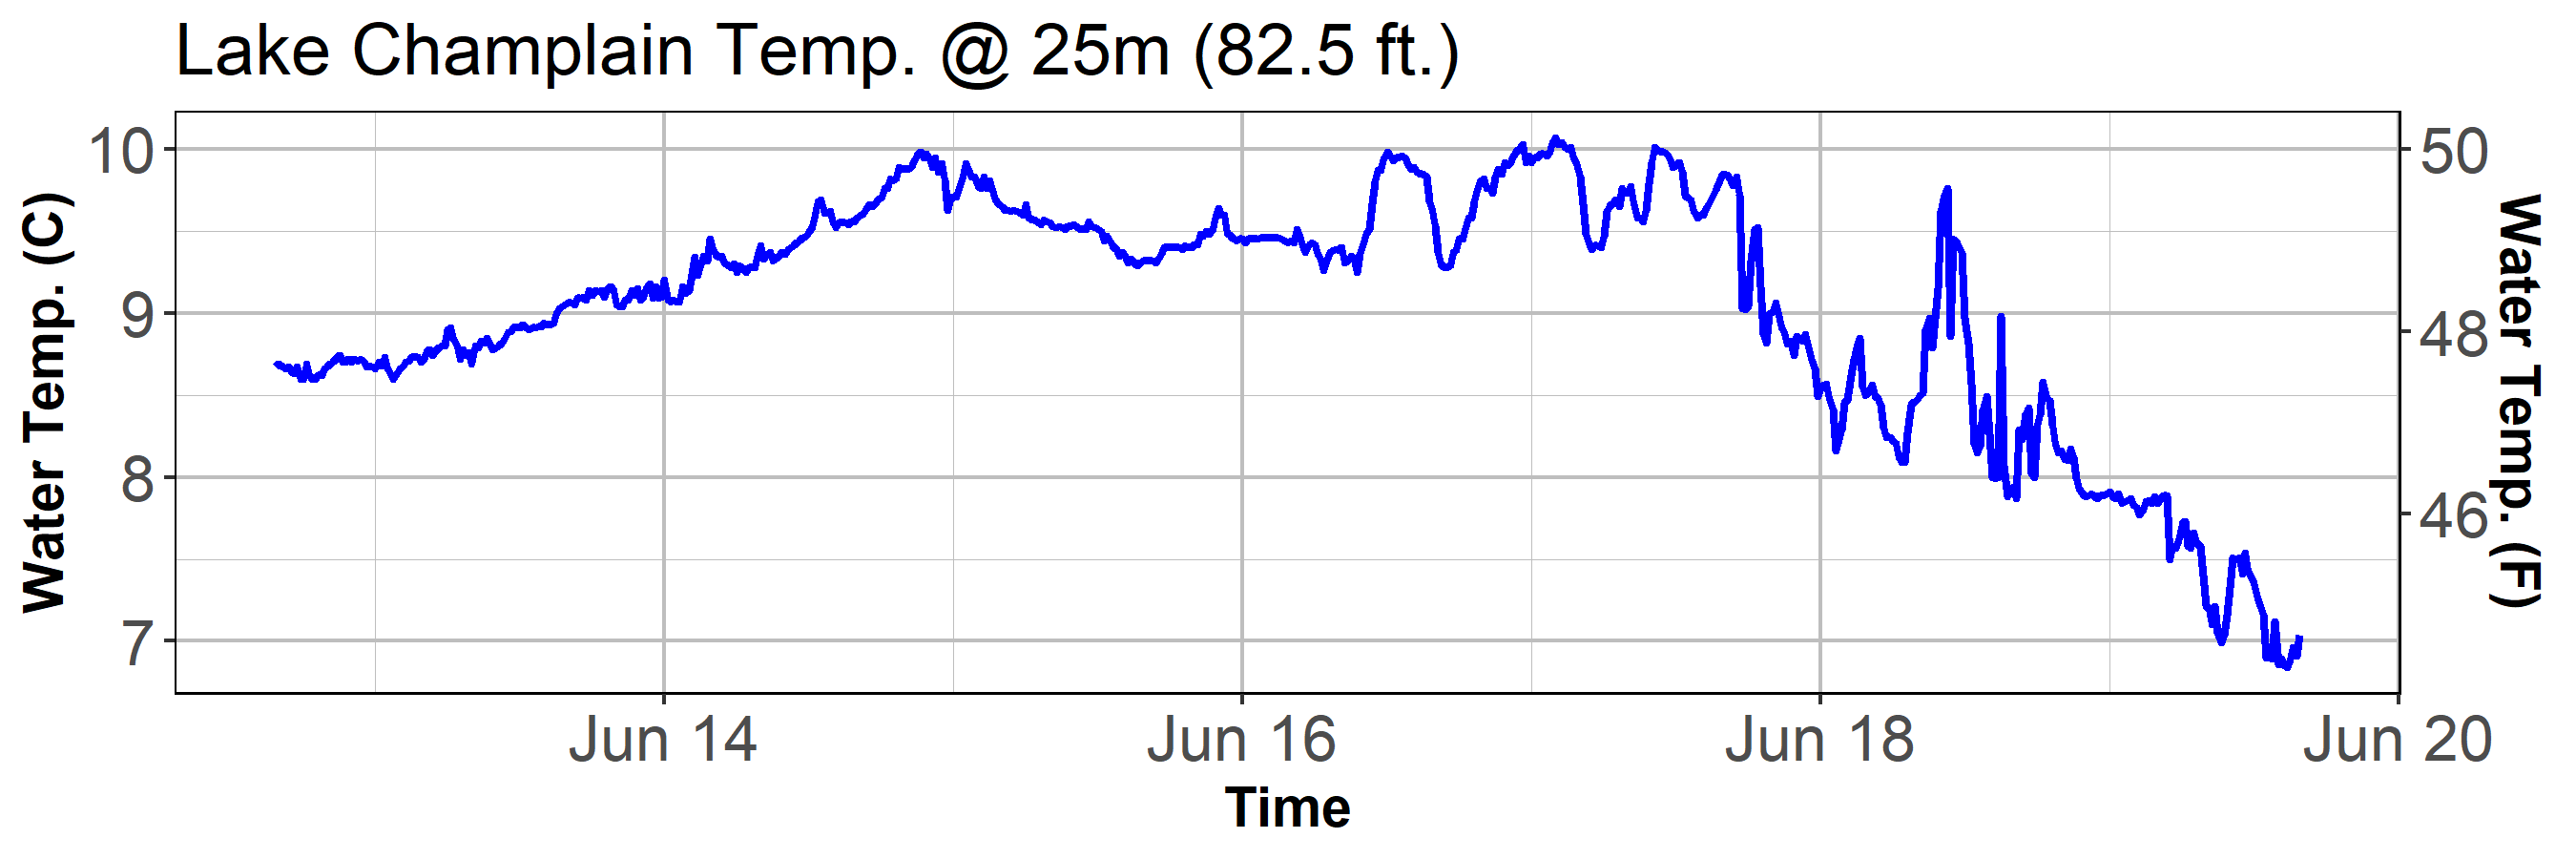 Lake Champlain Temp. @ 25m (82.5 ft.)
10
9
8
7
Water Temp. (C)
50
48
46
Water Temp. (F)
Jun 14
Jun 16
Jun 18
Jun 20
Time